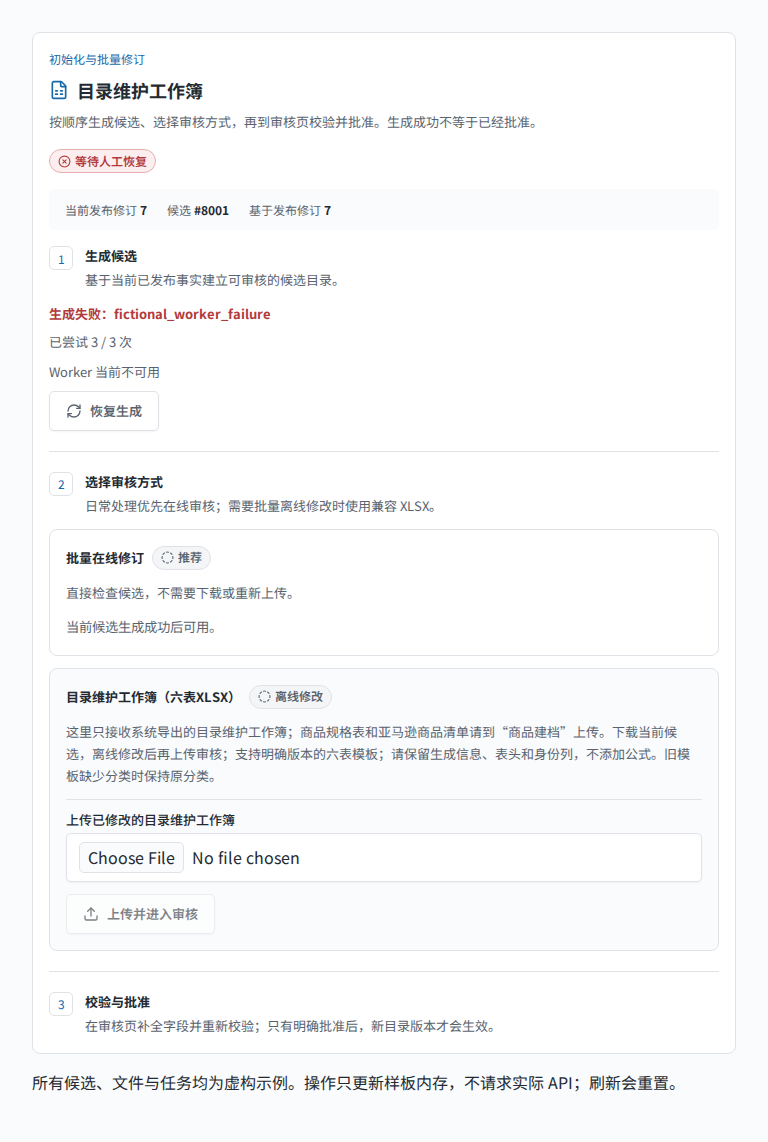 初始化与批量修订
目录维护工作簿
按顺序生成候选、选择审核方式，再到审核页校验并批准。生成成功不等于已经批准。
等待人工恢复
当前发布修订 7 候选 #8001 基于发布修订 7
1 生成候选
基于当前已发布事实建立可审核的候选目录。
生成失败：fictional_worker_failure
已尝试 3 / 3 次
Worker 当前不可用
恢复生成
2 选择审核方式
日常处理优先在线审核；需要批量离线修改时使用兼容 XLSX。
批量在线修订 推荐
直接检查候选，不需要下载或重新上传。
当前候选生成成功后可用。
目录维护工作簿（六表XLSX） 离线修改
这里只接收系统导出的目录维护工作簿；商品规格表和亚马逊商品清单请到“商品建档”上传。下载当前候
选，离线修改后再上传审核；支持明确版本的六表模板；请保留生成信息、表头和身份列，不添加公式。旧模
板缺少分类时保持原分类。
上传已修改的目录维护工作簿
Choose File No file chosen
上传并进入审核
3 校验与批准
在审核页补全字段并重新校验；只有明确批准后，新目录版本才会生效。
所有候选、文件与任务均为虚构示例。操作只更新样板内存，不请求实际 API；刷新会重置。